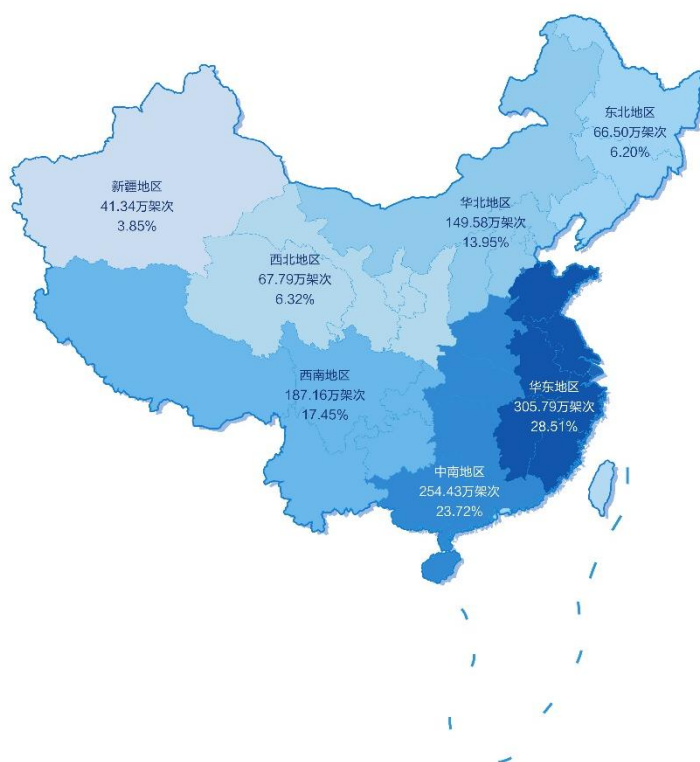 东北地区
66.50万架次
6.20%
新疆地区
41.34万架次
3.85%
华北地区
149.58万架次
13.95%
西北地区
67.79万架次
6.32%
西南地区
187.16万架次
17.45%
华东地区
305.79万架次
28.51%
中南地区
254.43万架次
23.72%